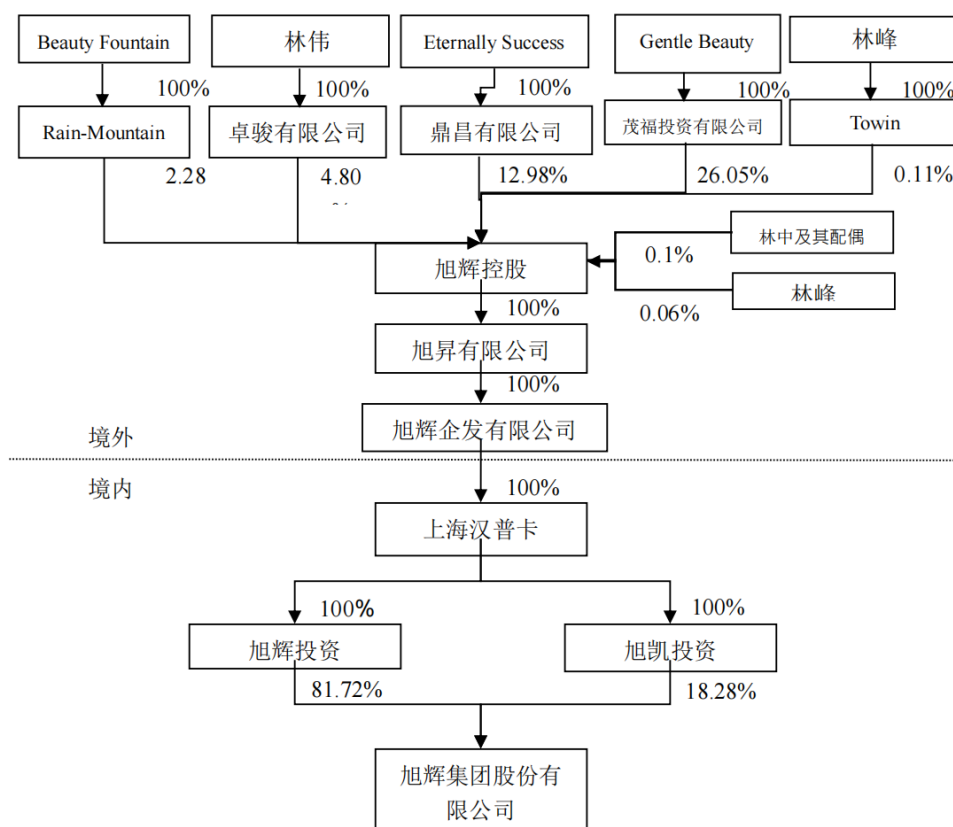 Beauty Fountain
林伟
Eternally Success
Gentle Beauty
林峰
100%
100%
100%
100%
100%
Rain-Mountain
卓骏有限公司
鼎昌有限公司
茂福投资有限公司
Towin
2.28
4.80
12.98%
26.05%
0.11%
林中及其配偶
0.1%
旭辉控股
林峰
0.06%
100%
旭昇有限公司
100%
旭辉企发有限公司
境外
境内
100%
上海汉普卡
100%
100%
旭辉投资
旭凯投资
81.72%
18.28%
旭辉集团股份有
限公司